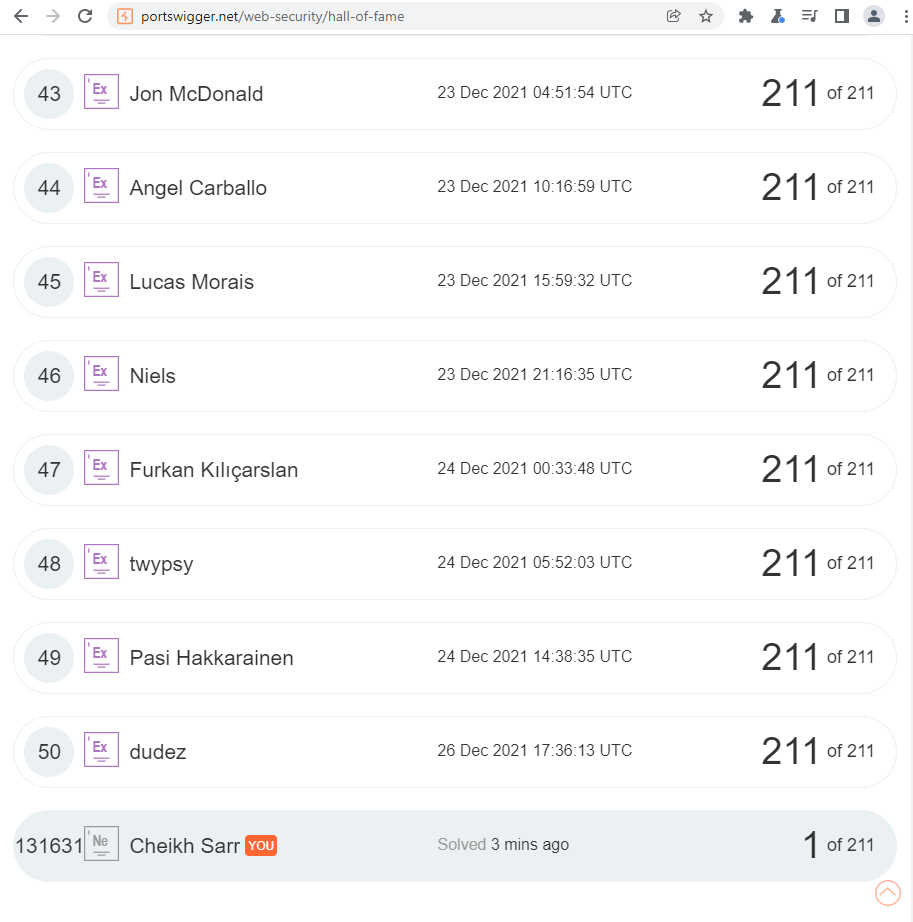 portswigger.net/web-security/hall-of-fame
43 Ex Jon McDonald 23 Dec 2021 04:51:54 UTC 211 of 211
44 Ex Angel Carballo 23 Dec 2021 10:16:59 UTC 211 of 211
45 Ex Lucas Morais 23 Dec 2021 15:59:32 UTC 211 of 211
46 Ex Niels 23 Dec 2021 21:16:35 UTC 211 of 211
47 Ex Furkan Kılıçarslan 24 Dec 2021 00:33:48 UTC 211 of 211
48 Ex twypsy 24 Dec 2021 05:52:03 UTC 211 of 211
49 Ex Pasi Hakkarainen 24 Dec 2021 14:38:35 UTC 211 of 211
50 Ex dudez 26 Dec 2021 17:36:13 UTC 211 of 211
131631 Ne Cheikh Sarr YOU Solved 3 mins ago 1 of 211